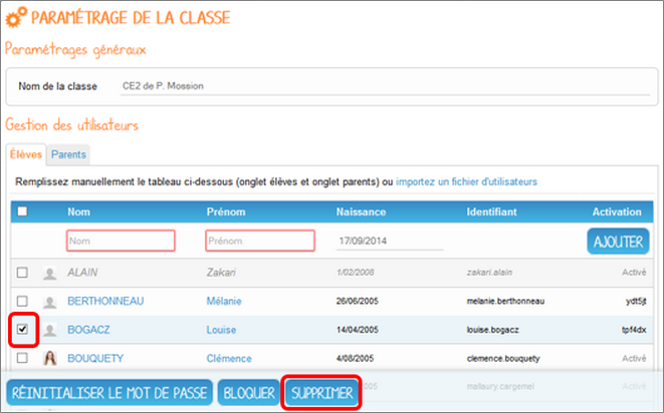 PARAMÉTRAGE DE LA CLASSE
Paramétrages généraux
Nom de la classe CE2 de P. Mossion
Gestion des utilisateurs
Élèves Parents
Remplissez manuellement le tableau ci-dessous (onglet élèves et onglet parents) ou importez un fichier d'utilisateurs
Nom Prénom Naissance Identifiant Activation
Nom Prénom 17/09/2014 AJOUTER
ALAIN Zakari 1/02/2008 zakari.alain Activé
BERTHONNEAU Mélanie 26/06/2005 melanie.berthonneau ydt5jt
BOGACZ Louise 14/04/2005 louise.bogacz tpf4dx
BOUQUETY Clémence 4/08/2005 clemence.bouquety Activé
RÉINITIALISER LE MOT DE PASSE BLOQUER SUPPRIMER /2005 mallaury.cargemel Activé